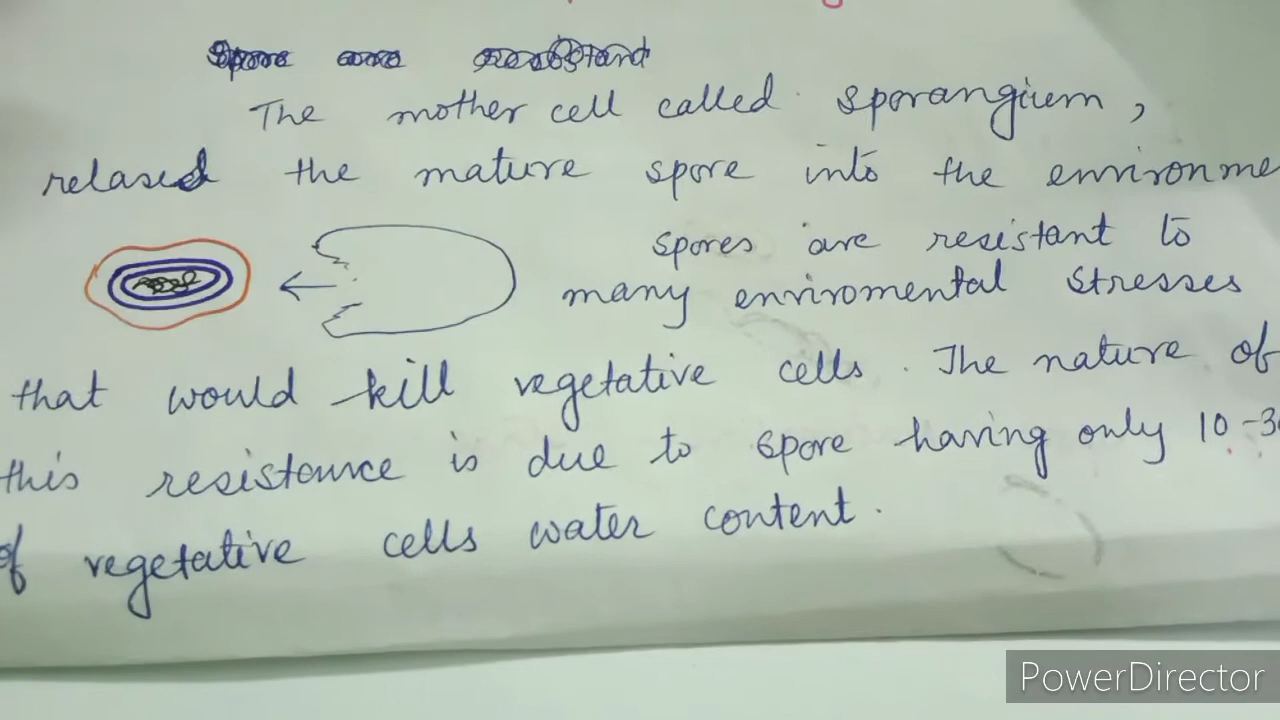 The mother cell called sporangium,
relased the mature spore into the environme
spores are resistant to
many enviromental stresses
that would kill vegetative cells. The nature of
this resistance is due to spore having only 10-3
of vegetative cells water content.
PowerDirector